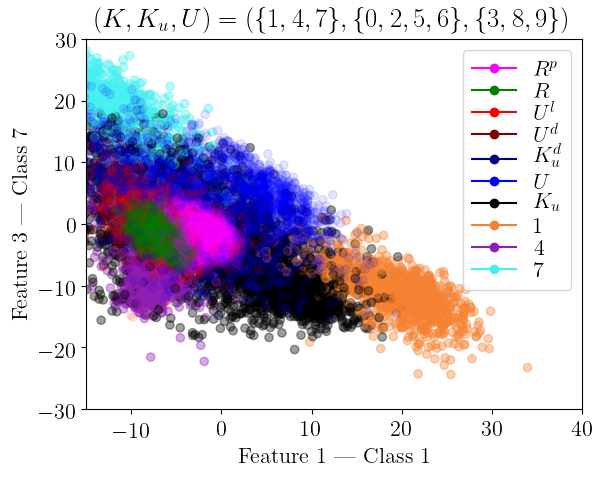 (K, K_u, U) = ({1, 4, 7}, {0, 2, 5, 6}, {3, 8, 9})
30
20
10
0
−10
−20
−30
−10
0
10
20
30
40
Feature 3 — Class 7
Feature 1 — Class 1
R^p
R
U^l
U^d
K_u^d
U
K_u
1
4
7